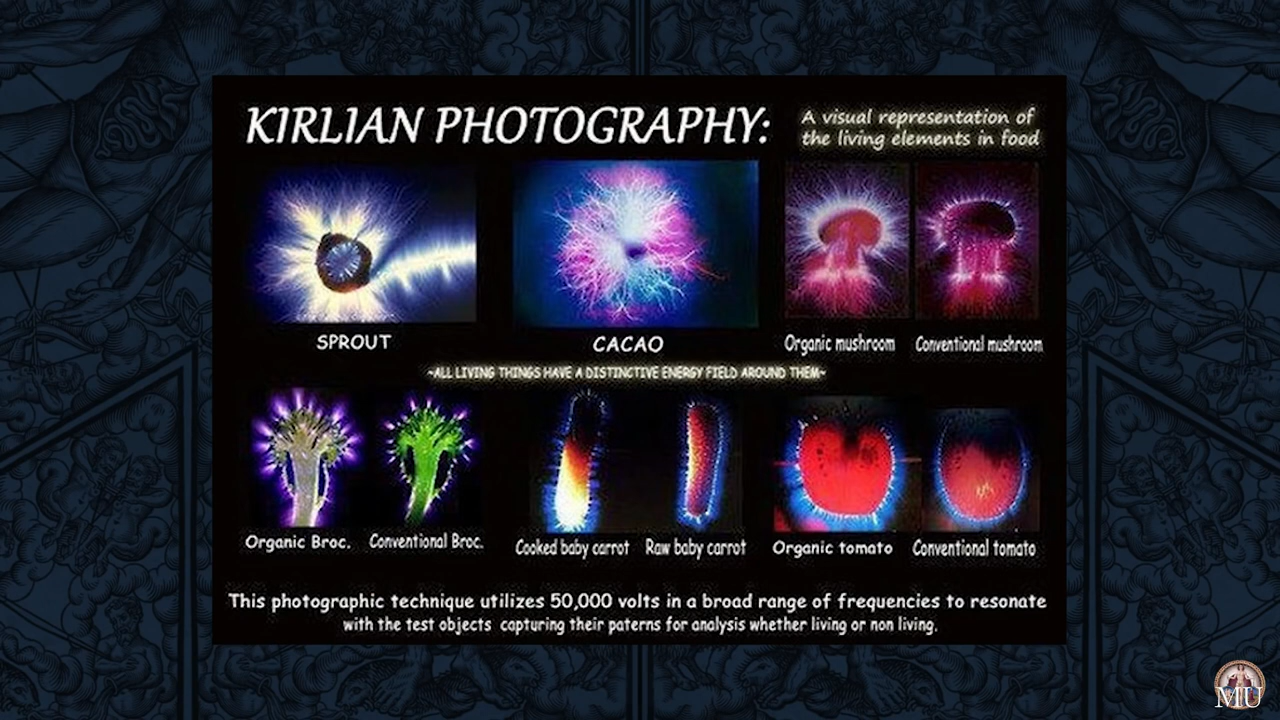 KIRLIAN PHOTOGRAPHY:
A visual representation of
the living elements in food
SPROUT
CACAO
Organic mushroom
Conventional mushroom
~ALL LIVING THINGS HAVE A DISTINCTIVE ENERGY FIELD AROUND THEM~
Organic Broc.
Conventional Broc.
Cooked baby carrot
Raw baby carrot
Organic tomato
Conventional tomato
This photographic technique utilizes 50,000 volts in a broad range of frequencies to resonate
with the test objects capturing their paterns for analysis whether living or non living.
MU